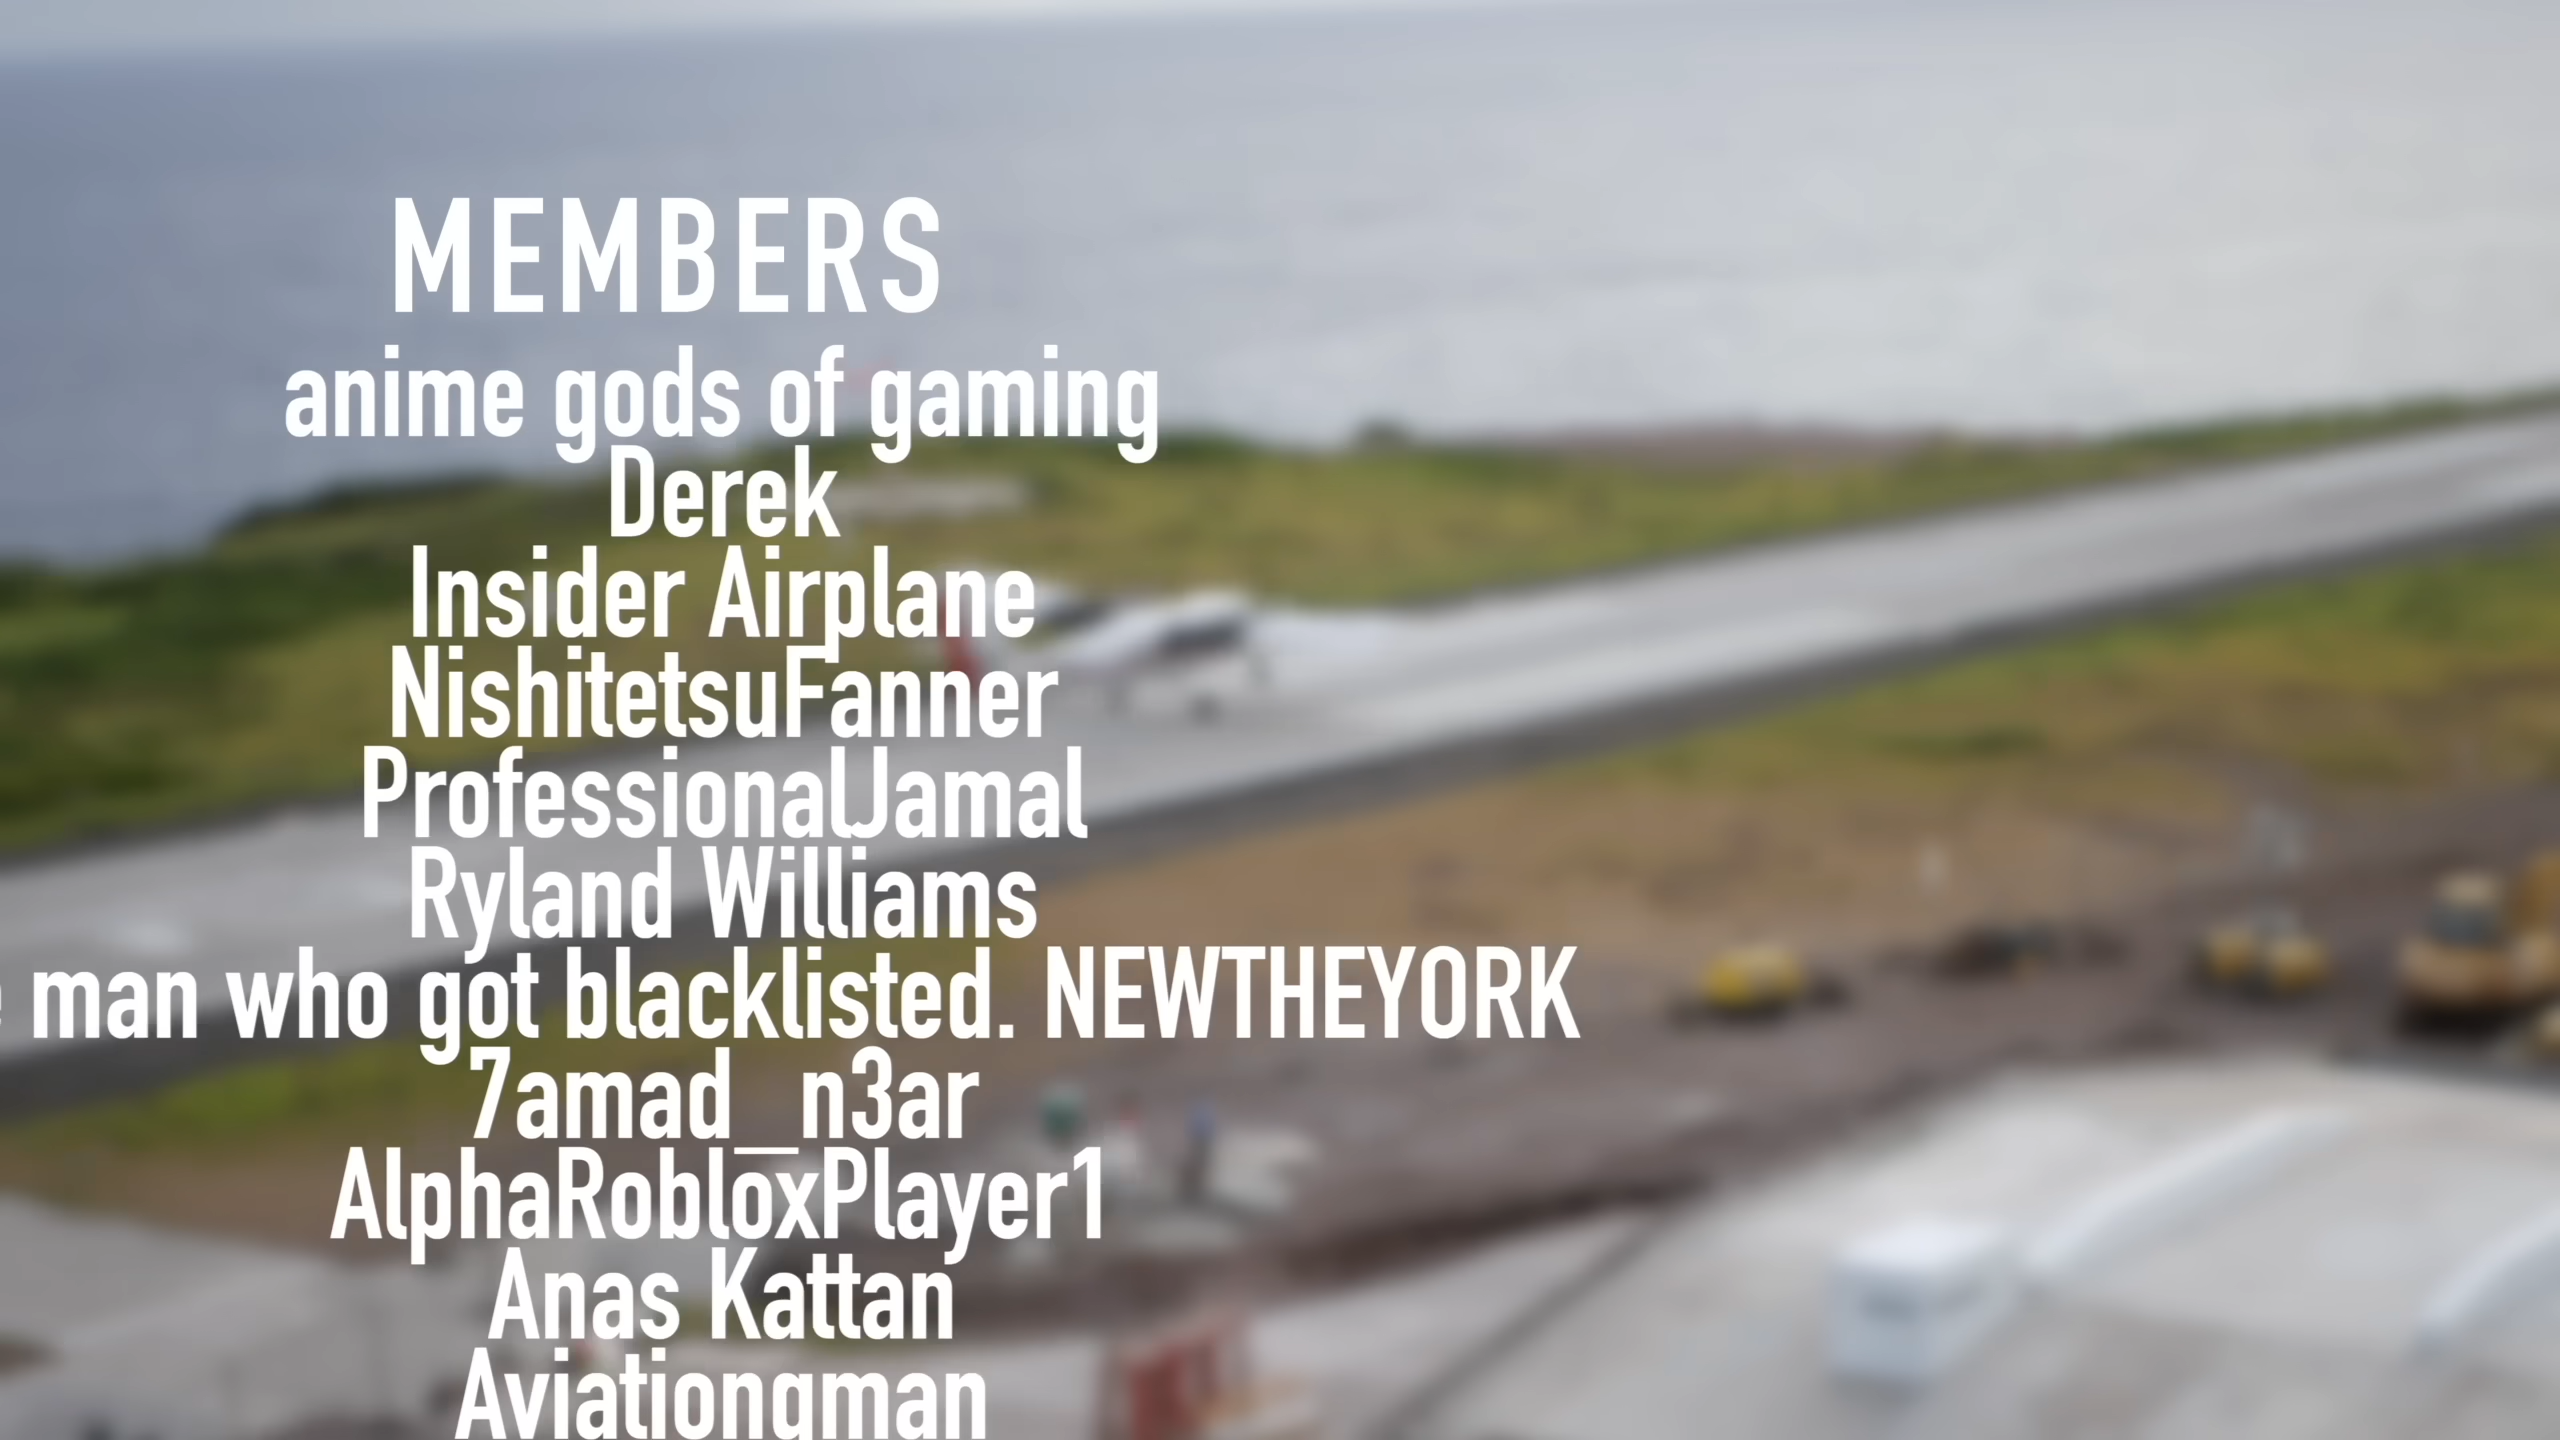 MEMBERS
anime gods of gaming
Derek
Insider Airplane
NishitetsuFanner
ProfessionalJamal
Ryland Williams
man who got blacklisted. NEWTHEYORK
7amad_n3ar
AlphaRobloxPlayer1
Anas Kattan
Aviationgman